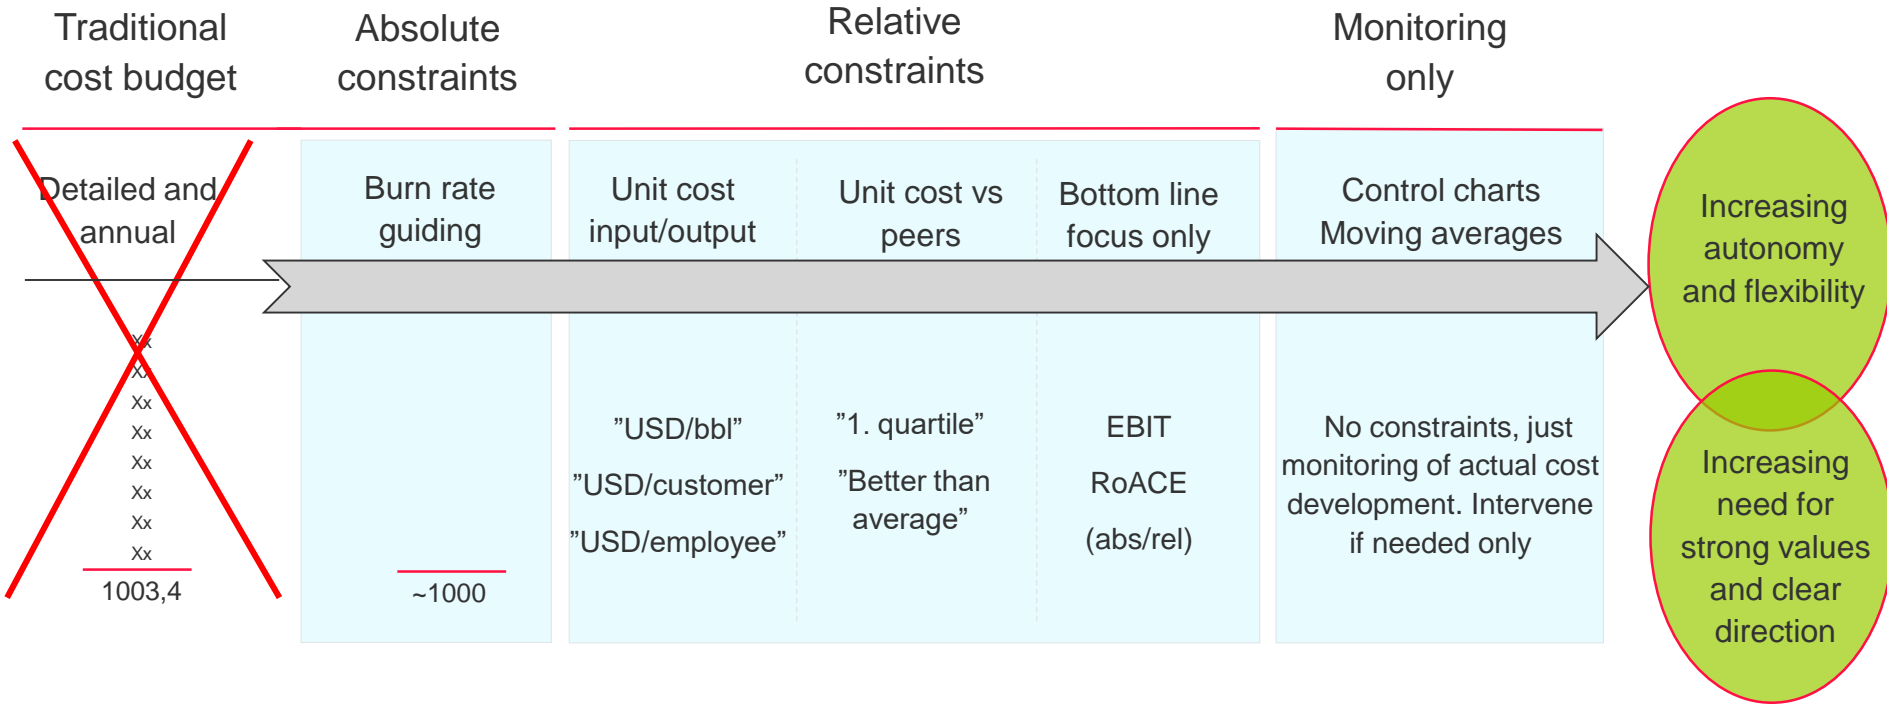 Traditional
cost budget
Absolute
constraints
Relative
constraints
Monitoring
only
Detailed and
annual
Xx
Xx
Xx
Xx
Xx
Xx
Xx
Xx
1003,4
Burn rate
guiding
~1000
Unit cost
input/output
”USD/bbl”
”USD/customer”
”USD/employee”
Unit cost vs
peers
”1. quartile”
”Better than
average”
Bottom line
focus only
EBIT
RoACE
(abs/rel)
Control charts
Moving averages
No constraints, just
monitoring of actual cost
development. Intervene
if needed only
Increasing
autonomy
and flexibility
Increasing
need for
strong values
and clear
direction